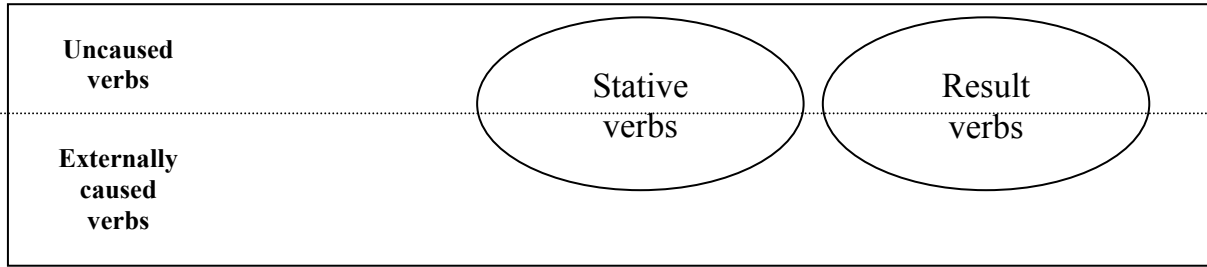 Uncaused
verbs
Stative
verbs
Result
verbs
Externally
caused
verbs